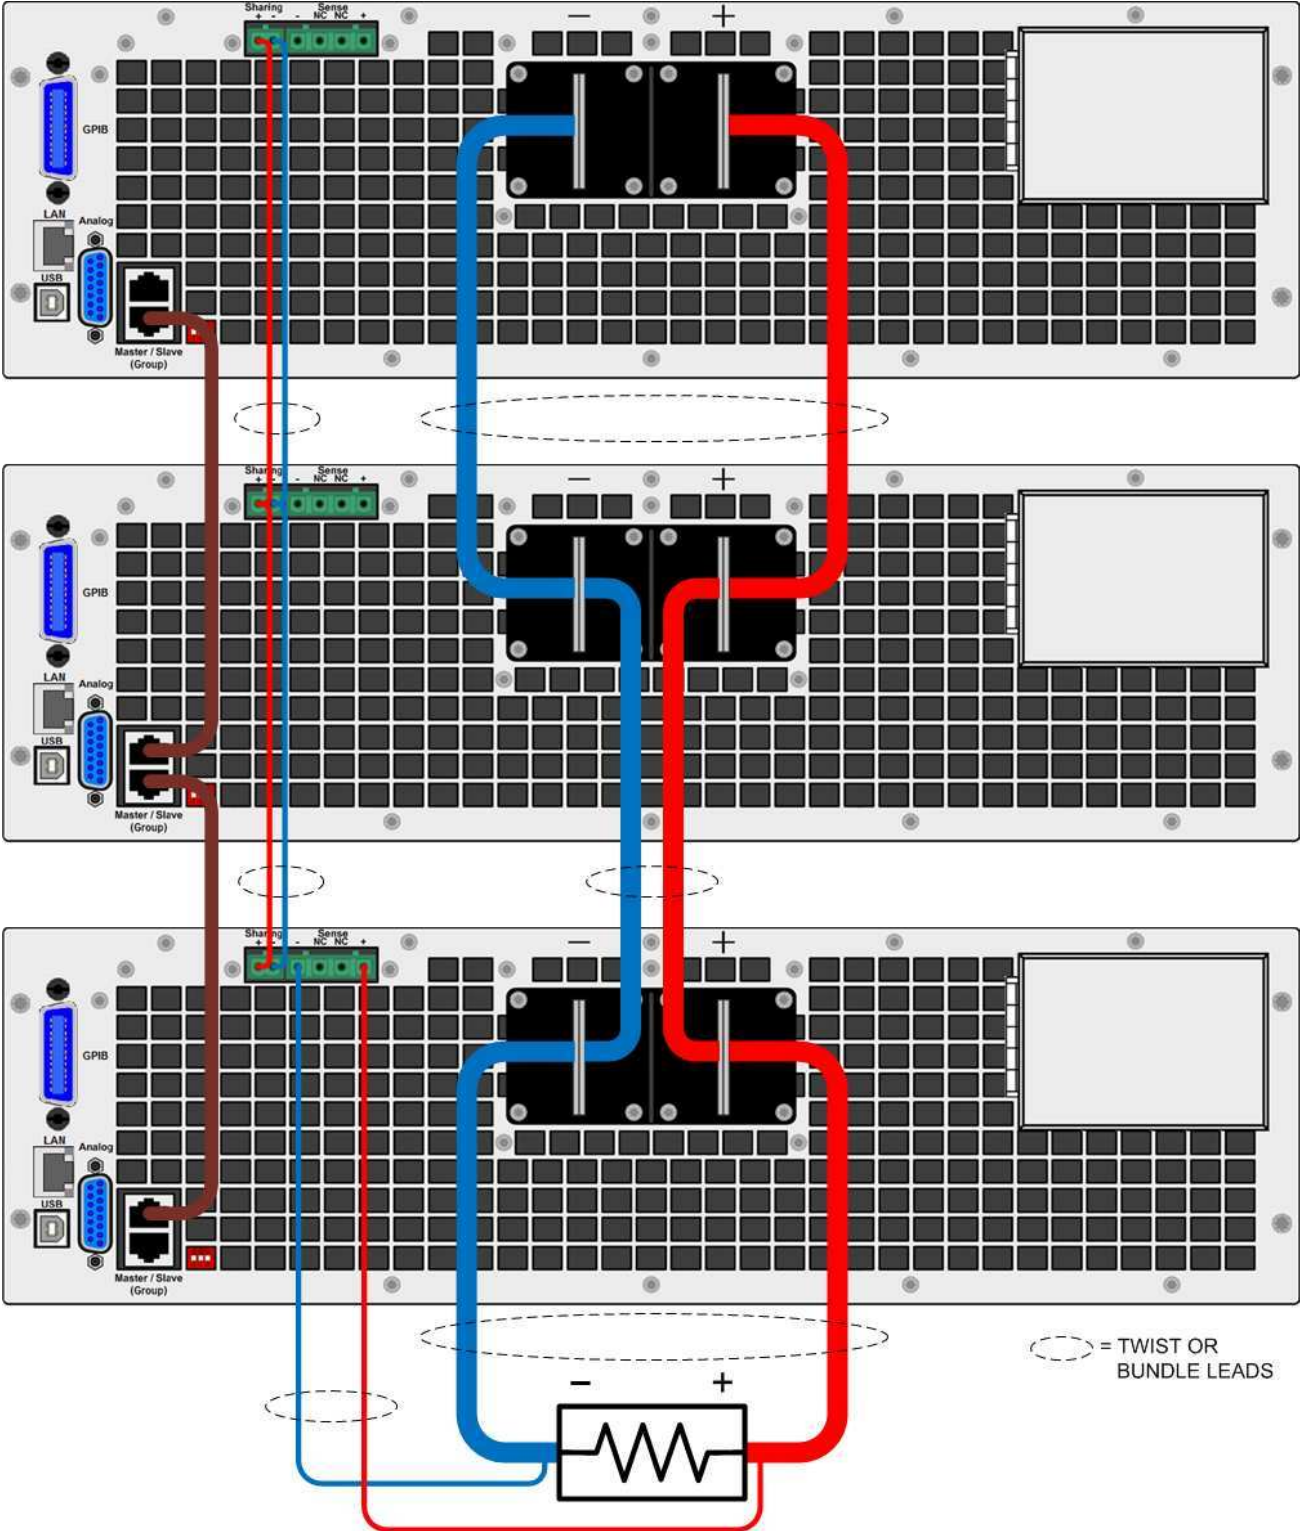 Sharing Sense
+ - - NC NC +
− +
GPIB
LAN
Analog
USB
Master / Slave
(Group)
Sharing Sense
+ - - NC NC +
− +
GPIB
LAN
Analog
USB
Master / Slave
(Group)
Sharing Sense
+ - - NC NC +
− +
GPIB
LAN
Analog
USB
Master / Slave
(Group)
= TWIST OR
BUNDLE LEADS
− +